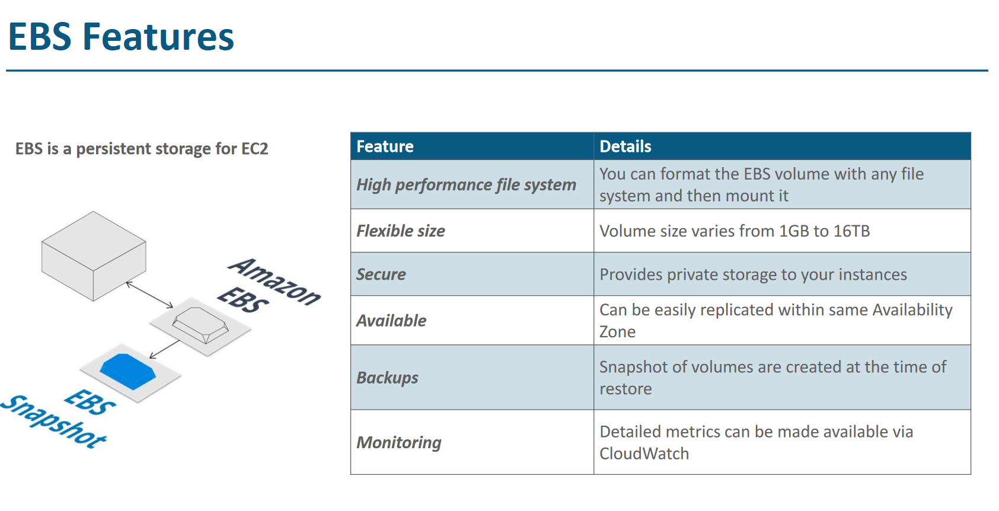 EBS Features
EBS is a persistent storage for EC2
Amazon
EBS
EBS
Snapshot
Feature Details
High performance file system
You can format the EBS volume with any file
system and then mount it
Flexible size
Volume size varies from 1GB to 16TB
Secure
Provides private storage to your instances
Available
Can be easily replicated within same Availability
Zone
Backups
Snapshot of volumes are created at the time of
restore
Monitoring
Detailed metrics can be made available via
CloudWatch